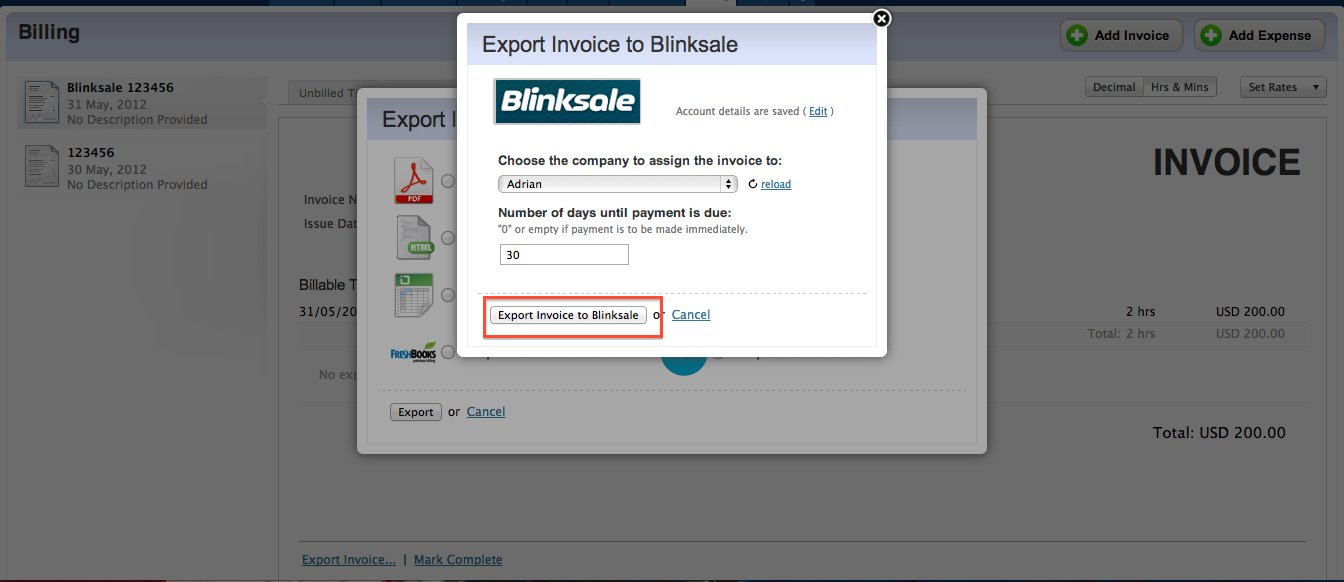 Billing
Add Invoice
Add Expense
Blinksale 123456
31 May, 2012
No Description Provided
123456
30 May, 2012
No Description Provided
Unbilled
Decimal
Hrs & Mins
Set Rates
INVOICE
Invoice
Issue
Billable
31/05/20
2 hrs
USD 200.00
Total: 2 hrs
USD 200.00
No
Total: USD 200.00
Export Invoice... | Mark Complete
Export
PDF
HTML
FRESHBOOKS
Export or Cancel
Export Invoice to Blinksale
Blinksale
Account details are saved ( Edit )
Choose the company to assign the invoice to:
Adrian
reload
Number of days until payment is due:
"0" or empty if payment is to be made immediately.
30
Export Invoice to Blinksale or Cancel